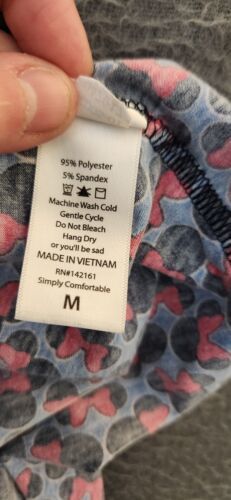 95% Polyester
5% Spandex
Machine Wash Cold
Gentle Cycle
Do Not Bleach
Hang Dry
or you'll be sad
MADE IN VIETNAM
RN#142161
Simply Comfortable
M